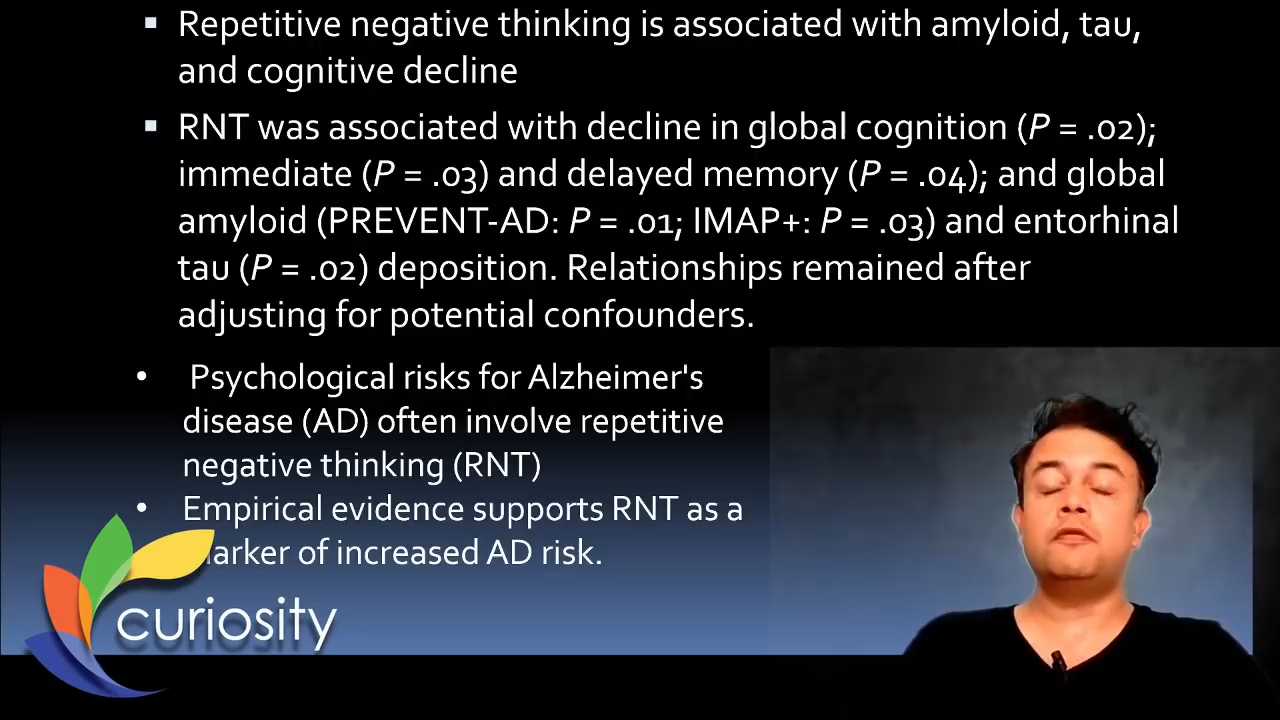 Repetitive negative thinking is associated with amyloid, tau,
and cognitive decline
RNT was associated with decline in global cognition (P = .02);
immediate (P = .03) and delayed memory (P = .04); and global
amyloid (PREVENT-AD: P = .01; IMAP+: P = .03) and entorhinal
tau (P = .02) deposition. Relationships remained after
adjusting for potential confounders.
Psychological risks for Alzheimer's
disease (AD) often involve repetitive
negative thinking (RNT)
Empirical evidence supports RNT as a
arker of increased AD risk.
curiosity